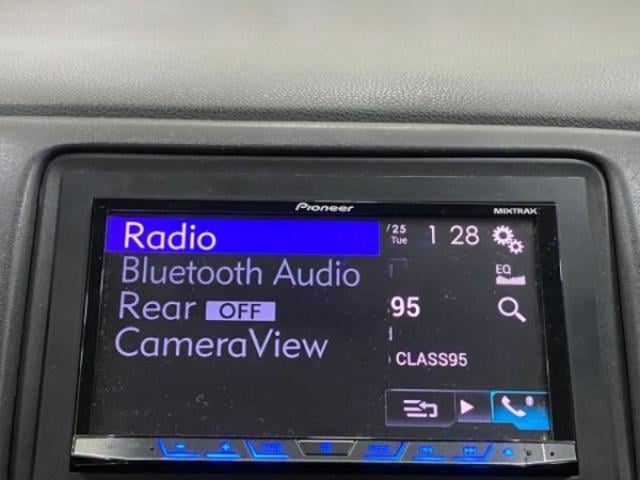 Pioneer
MIXTRAX
Radio
/25
Tue
1 28
Bluetooth Audio
EQ
Rear OFF
95
CameraView
CLASS95